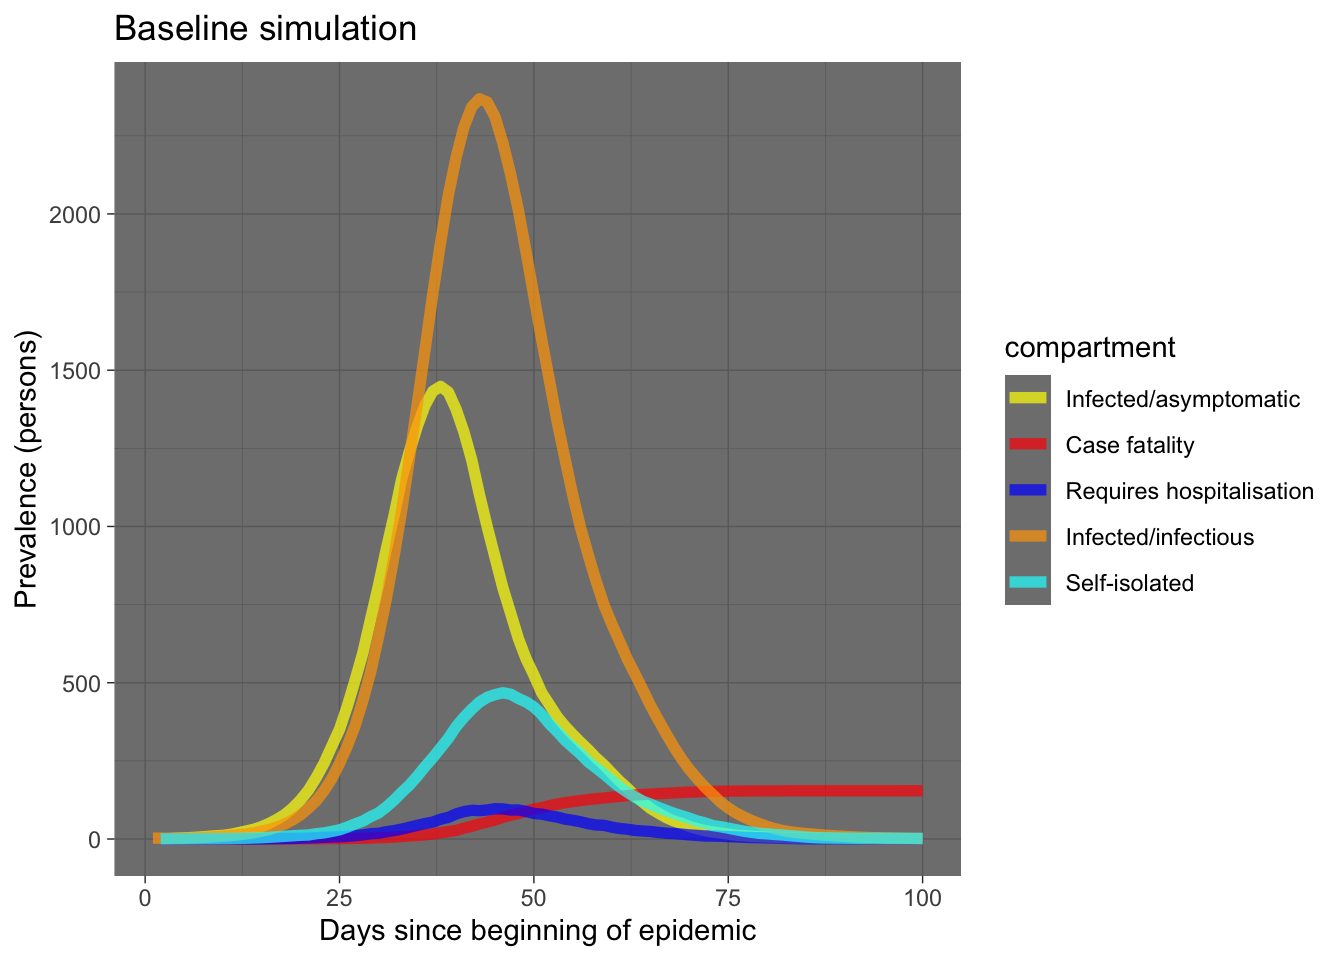 Baseline simulation
Prevalence (persons)
2000
1500
1000
500
0
0 25 50 75 100
Days since beginning of epidemic
compartment
Infected/asymptomatic
Case fatality
Requires hospitalisation
Infected/infectious
Self-isolated